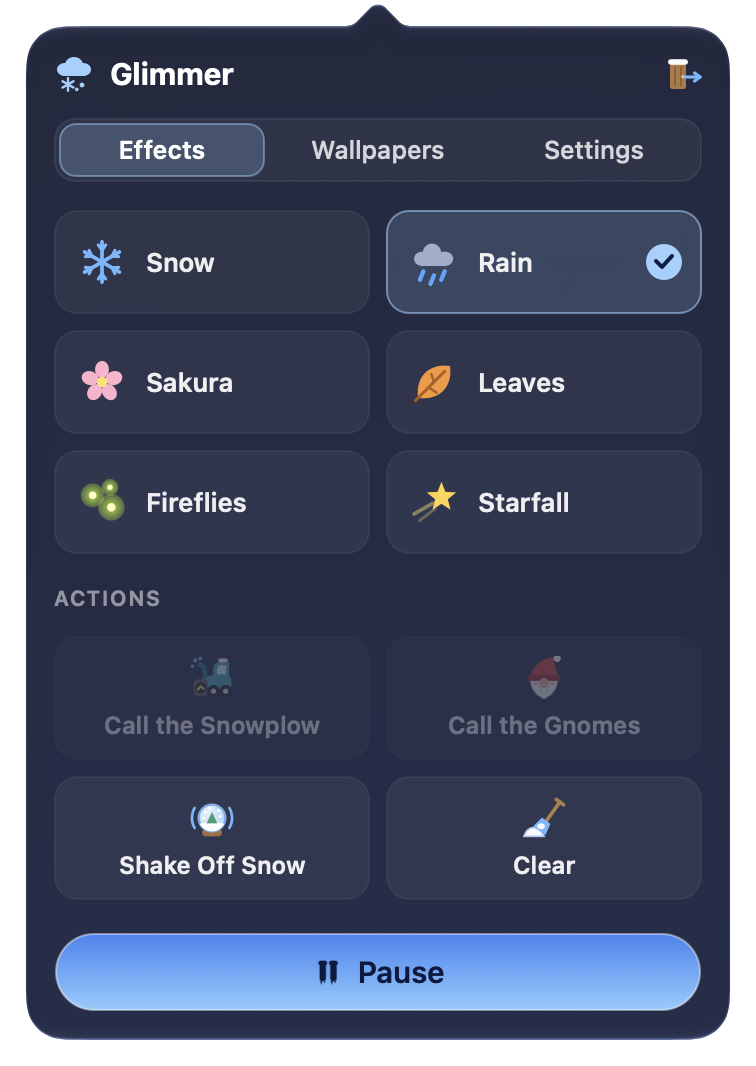 Glimmer
Effects Wallpapers Settings
Snow Rain
Sakura Leaves
Fireflies Starfall
ACTIONS
Call the Snowplow Call the Gnomes
Shake Off Snow Clear
Pause